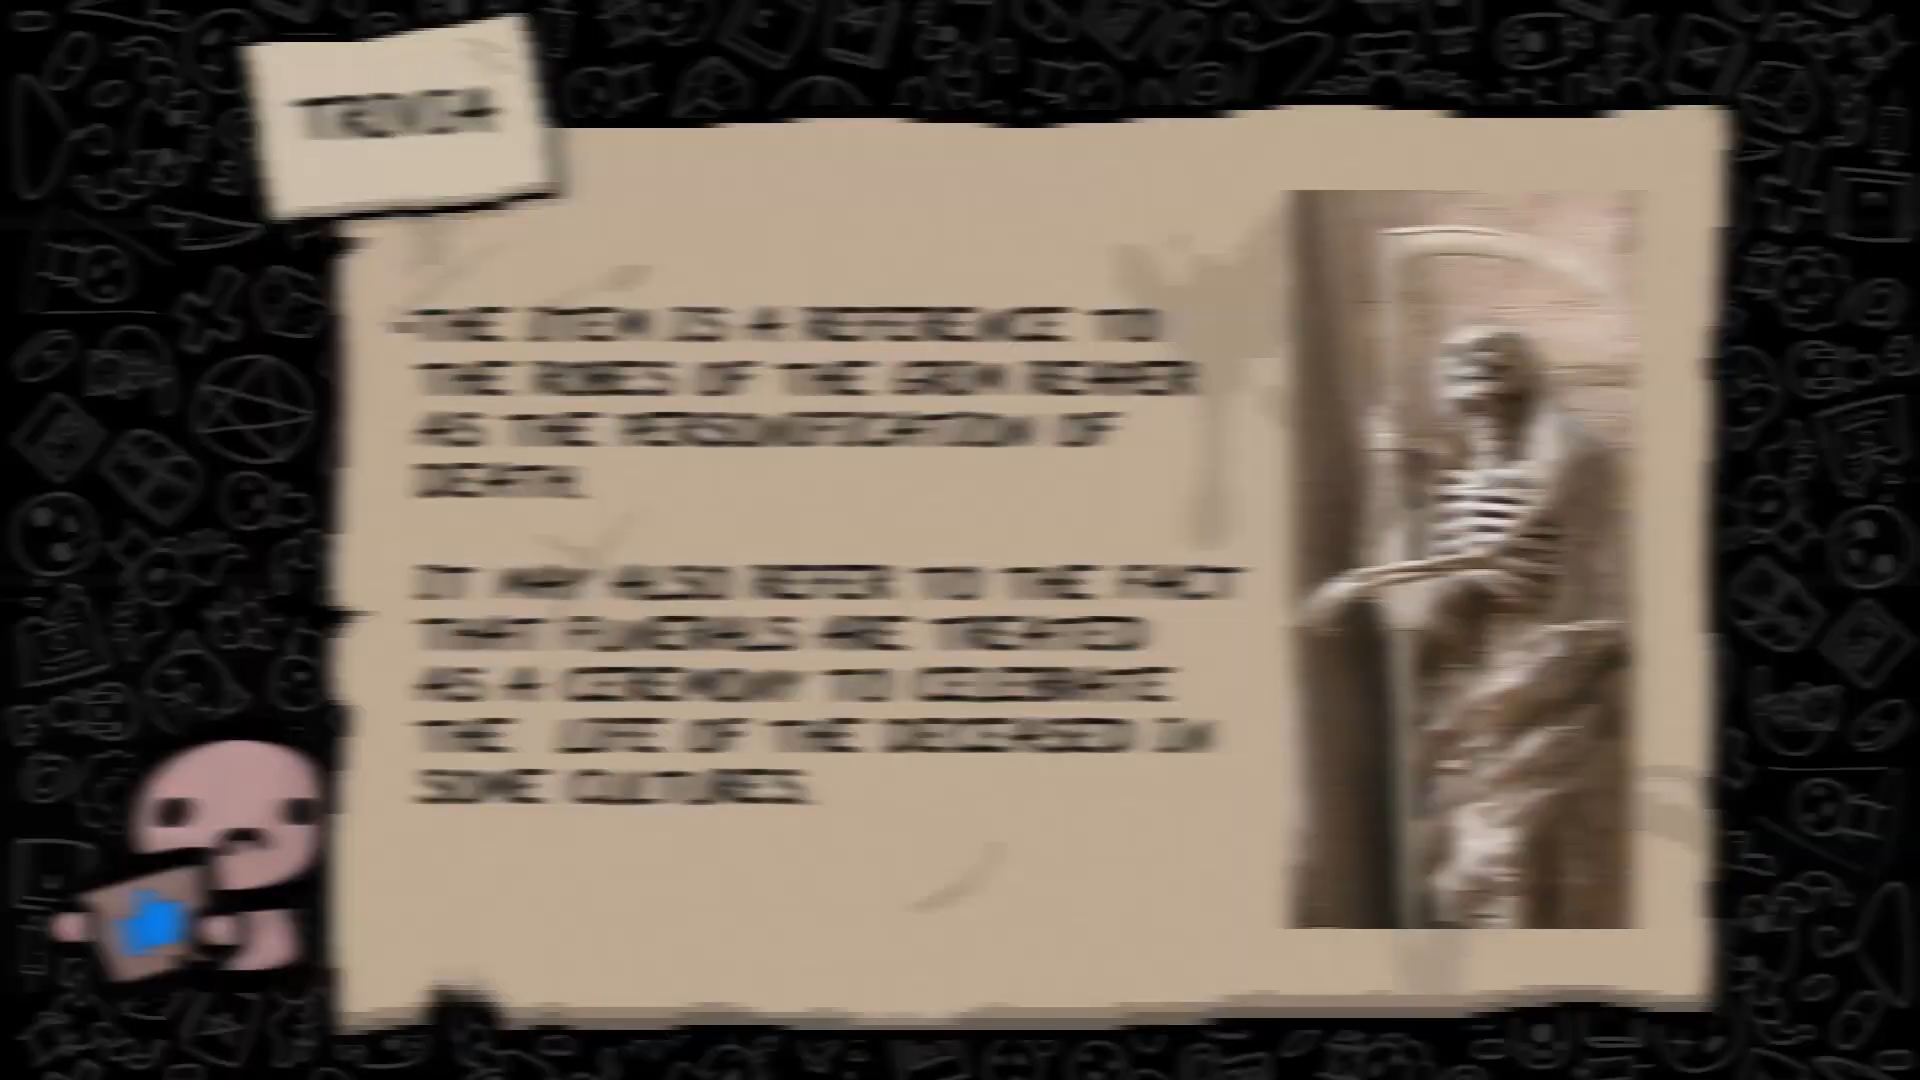 TRIVIA
-THE ITEM IS A REFERENCE TO
THE ROBES OF THE GRIM REAPER
AS THE PERSONIFICATION OF
DEATH.
IT MAY ALSO REFER TO THE FACT
THAT FUNERALS ARE TREATED
AS A CEREMONY TO CELEBRATE
THE LIFE OF THE DECEASED IN
SOME CULTURES.